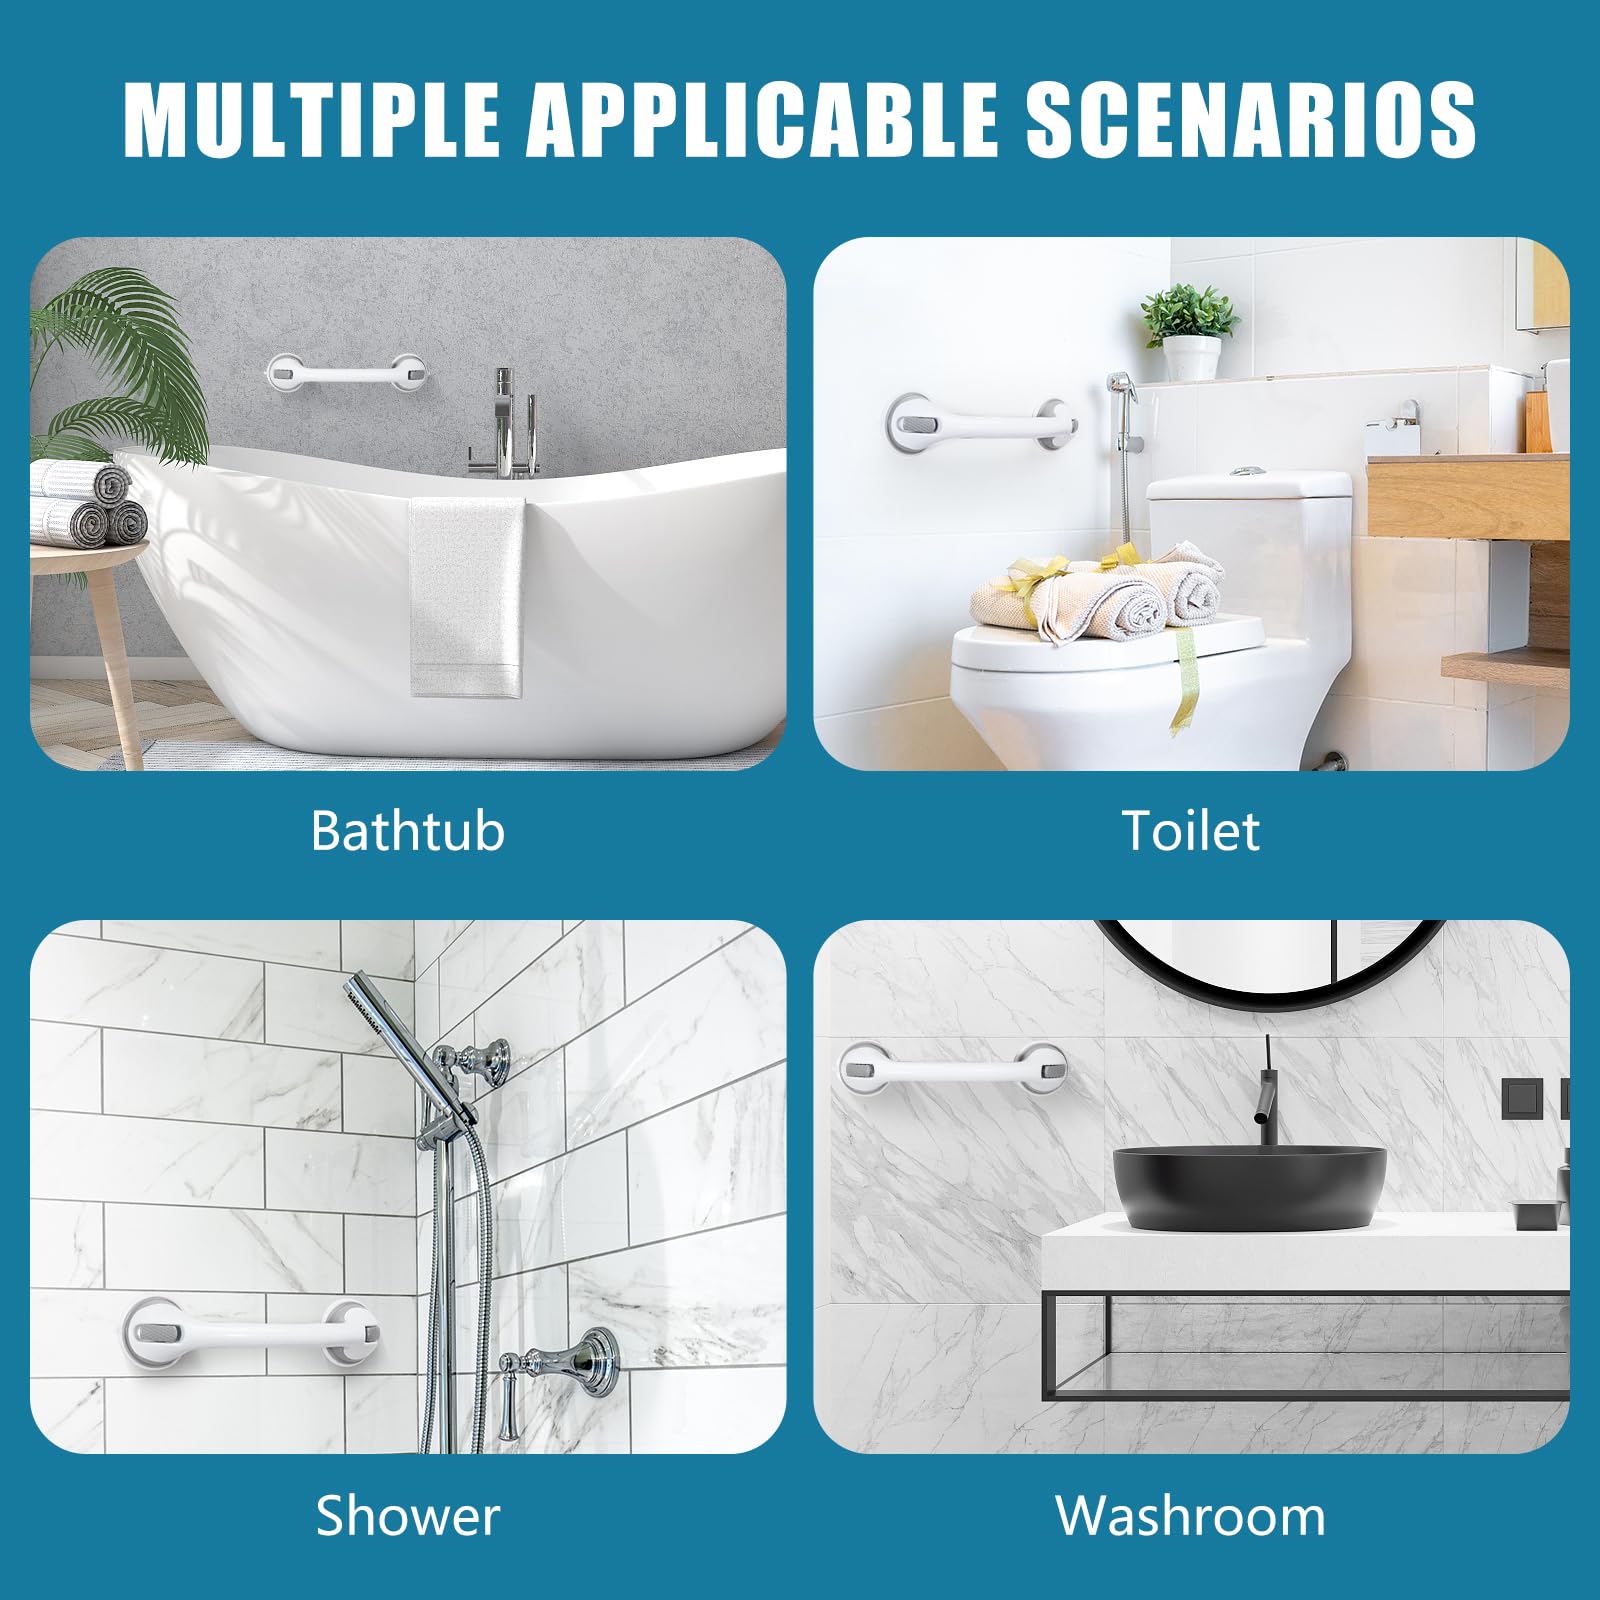 MULTIPLE APPLICABLE SCENARIOS
Bathtub
Toilet
Shower
Washroom